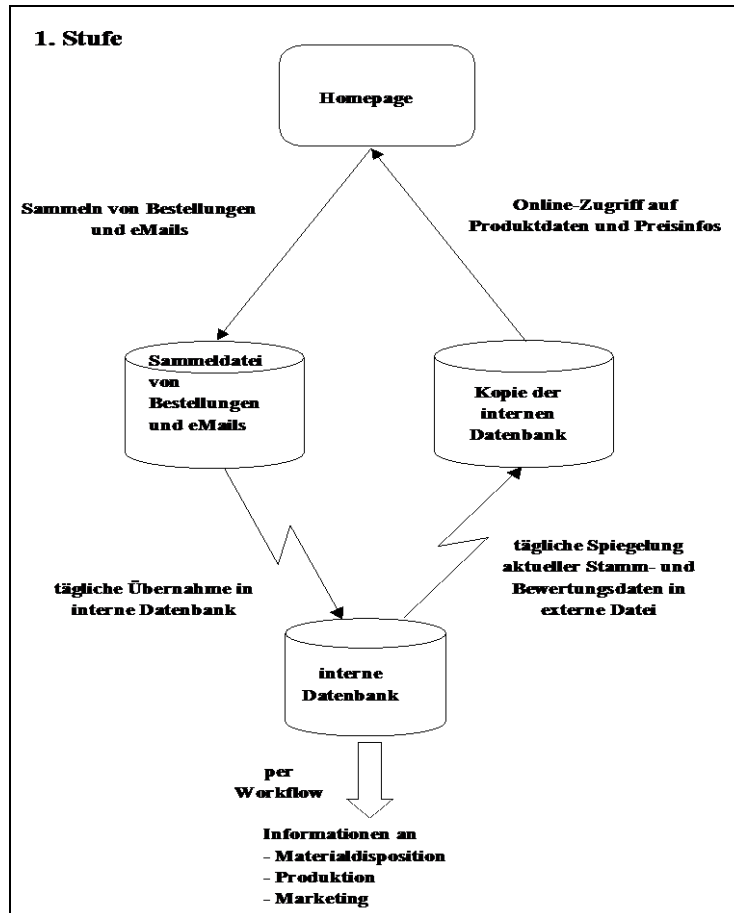 1. Stufe
Homepage
Sammeln von Bestellungen
und eMails
Online-Zugriff auf
Produktdaten und Preisinfos
Sammeldatei
von
Bestellungen
und eMails
Kopie der
internen
Datenbank
tägliche Übernahme in
interne Datenbank
tägliche Spiegelung
aktueller Stamm- und
Bewertungsdaten in
externe Datei
interne
Datenbank
per
Workflow
Informationen an
- Materialdisposition
- Produktion
- Marketing